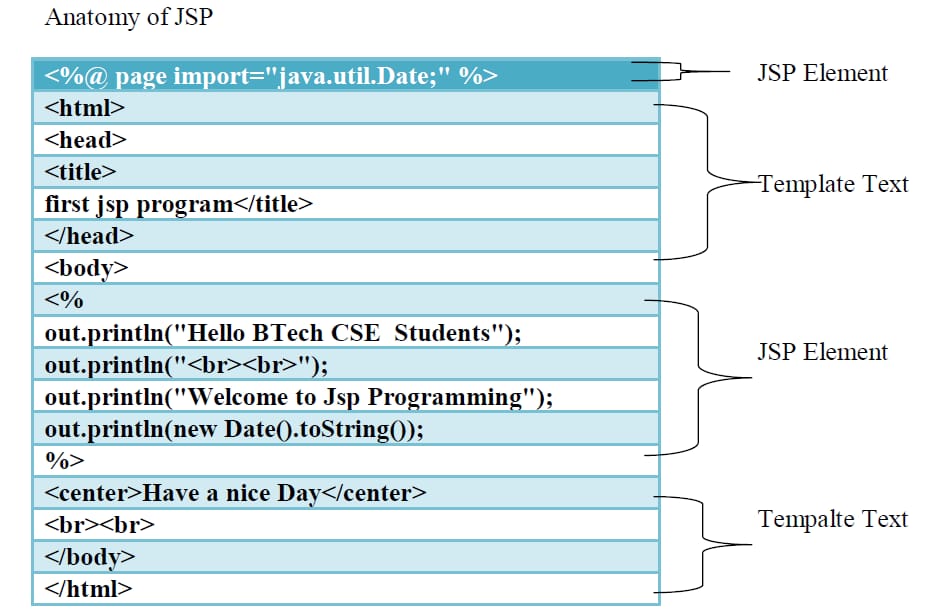 Anatomy of JSP
<%@ page import="java.util.Date;" %>
JSP Element
<html>
<head>
<title>
Template Text
first jsp program</title>
</head>
<body>
<%
out.println("Hello BTech CSE  Students");
JSP Element
out.println("<br><br>");
out.println("Welcome to Jsp Programming");
out.println(new Date().toString());
%>
<center>Have a nice Day</center>
Tempalte Text
<br><br>
</body>
</html>